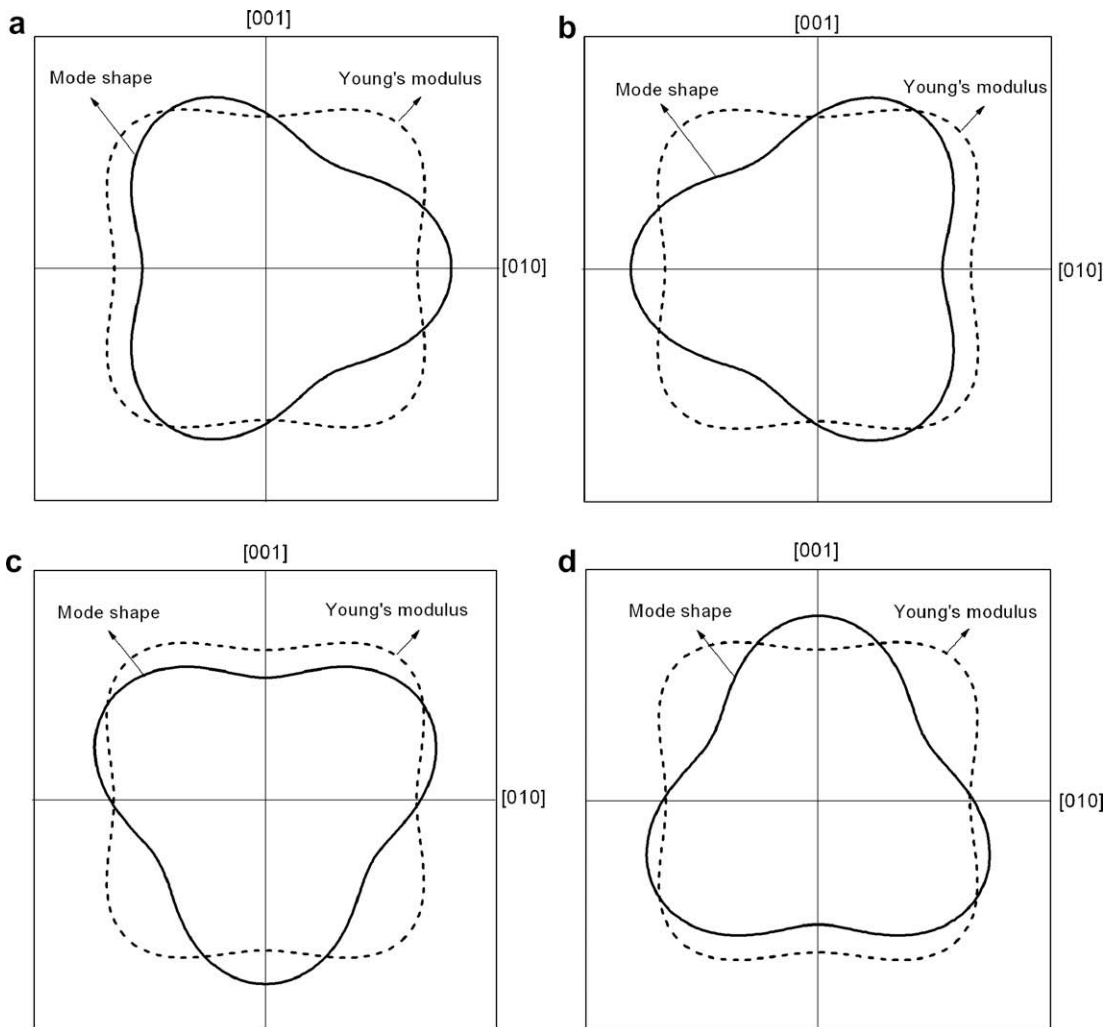 a
[001]
Mode shape
Young's modulus
[010]
b
[001]
Mode shape
Young's modulus
[010]
c
[001]
Mode shape
Young's modulus
[010]
d
[001]
Mode shape
Young's modulus
[010]